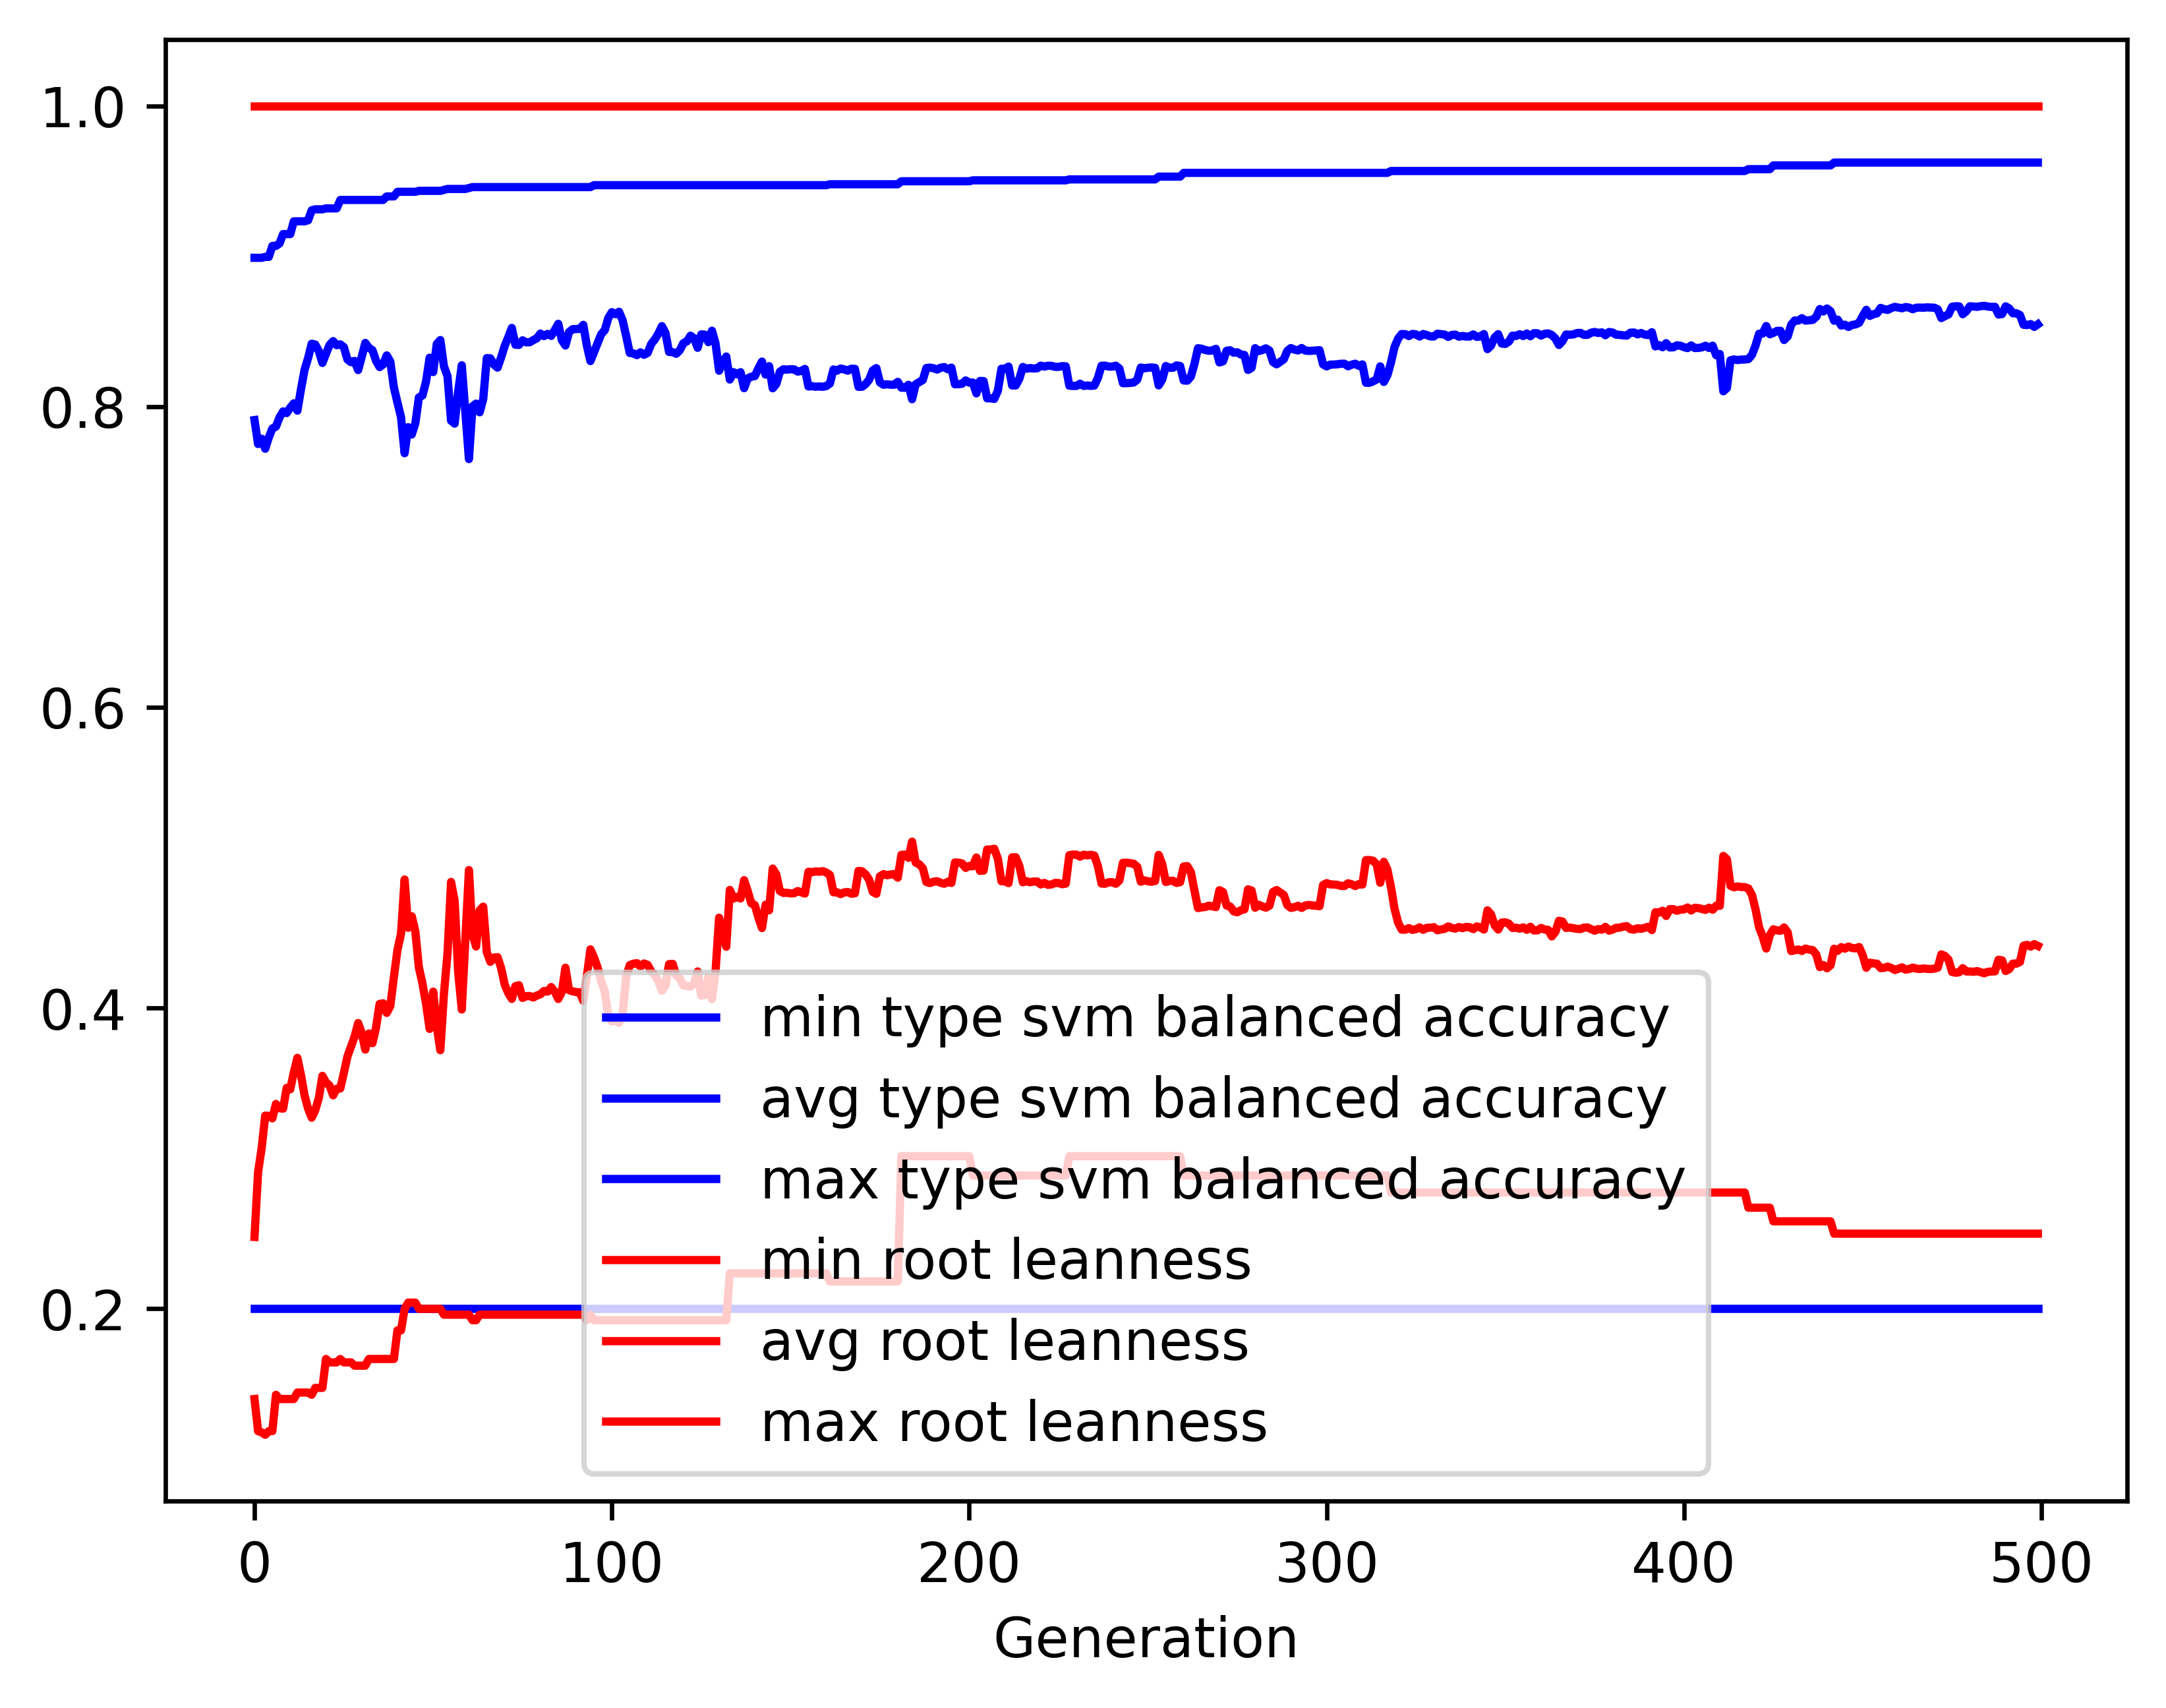 1.0
0.8
0.6
0.4
0.2
min type svm balanced accuracy
avg type svm balanced accuracy
max type svm balanced accuracy
min root leanness
avg root leanness
max root leanness
0 100 200 300 400 500
Generation